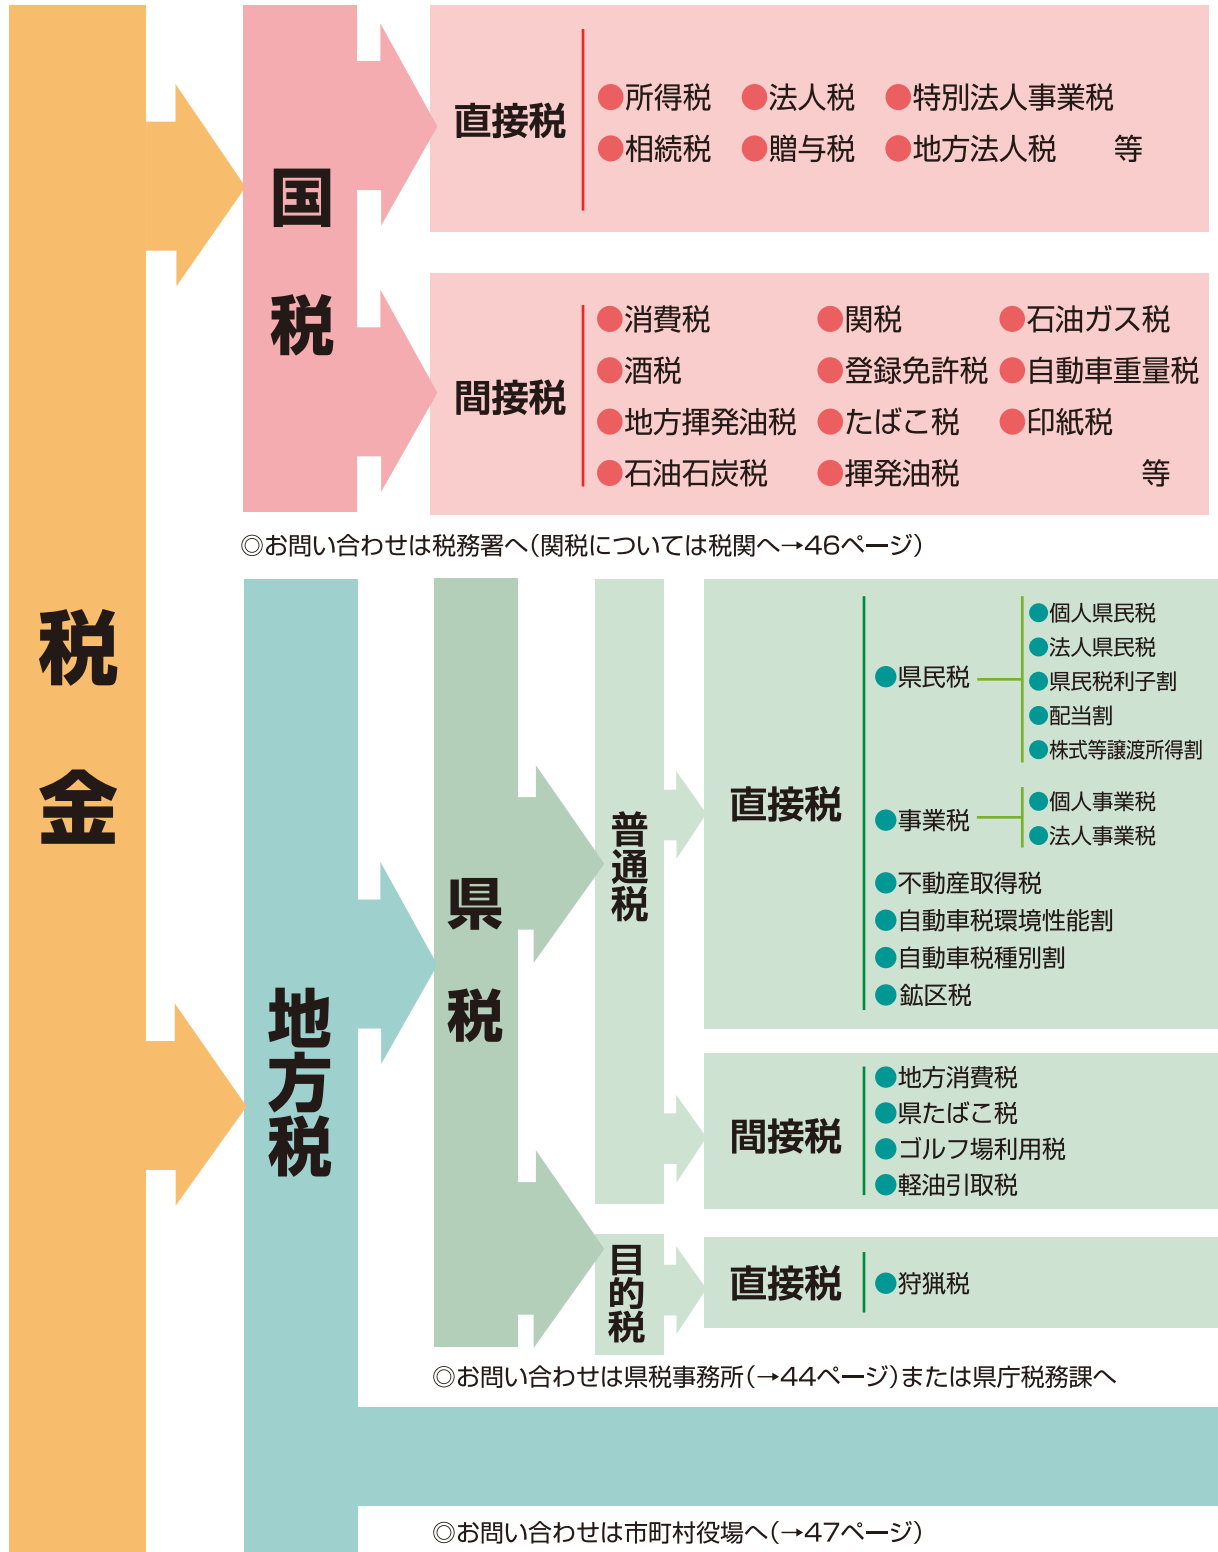 税金
国税
直接税
●所得税 ●法人税 ●特別法人事業税
●相続税 ●贈与税 ●地方法人税 等
間接税
●消費税 ●関税 ●石油ガス税
●酒税 ●登録免許税 ●自動車重量税
●地方揮発油税 ●たばこ税 ●印紙税
●石油石炭税 ●揮発油税 等
◎お問い合わせは税務署へ(関税については税関へ→46ページ)
地方税
県税
普通税
直接税
●県民税
●個人県民税
●法人県民税
●県民税利子割
●配当割
●株式等譲渡所得割
●事業税
●個人事業税
●法人事業税
●不動産取得税
●自動車税環境性能割
●自動車税種別割
●鉱区税
間接税
●地方消費税
●県たばこ税
●ゴルフ場利用税
●軽油引取税
目的税
直接税
●狩猟税
◎お問い合わせは県税事務所(→44ページ)または県庁税務課へ
◎お問い合わせは市町村役場へ(→47ページ)